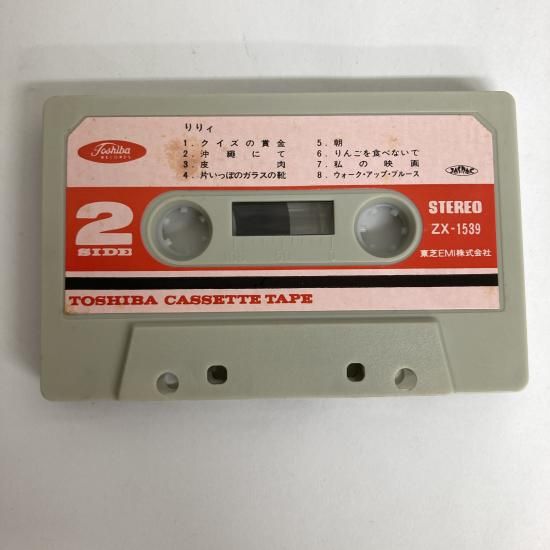 Toshiba
RECORDS
りりィ
1. クイズの賞金
2. 沖縄にて
3. 皮肉
4. 片いっぽのガラスの靴
5. 朝
6. りんごを食べないで
7. 私の映画
8. ウォーク・アップ・ブルース
2
SIDE
STEREO
ZX-1539
東芝EMI株式会社
100 50 0
TOSHIBA CASSETTE TAPE